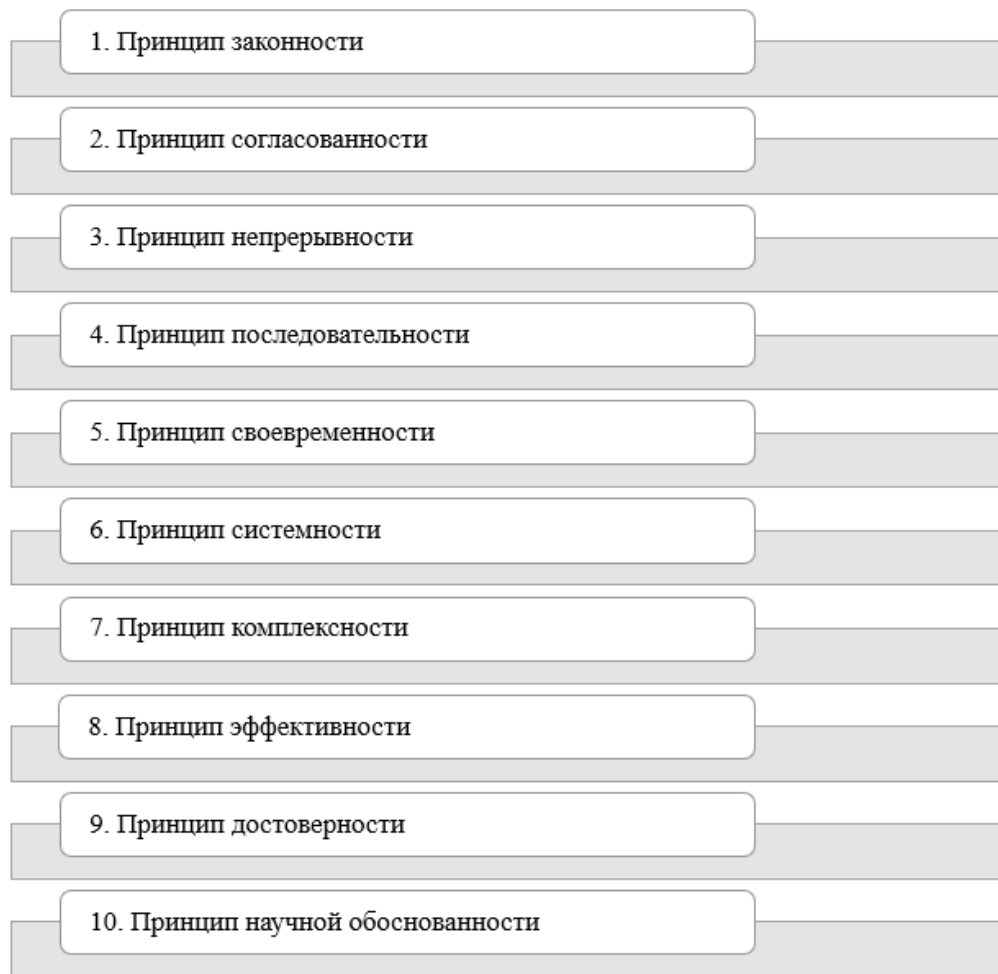 1. Принцип законности
2. Принцип согласованности
3. Принцип непрерывности
4. Принцип последовательности
5. Принцип своевременности
6. Принцип системности
7. Принцип комплексности
8. Принцип эффективности
9. Принцип достоверности
10. Принцип научной обоснованности